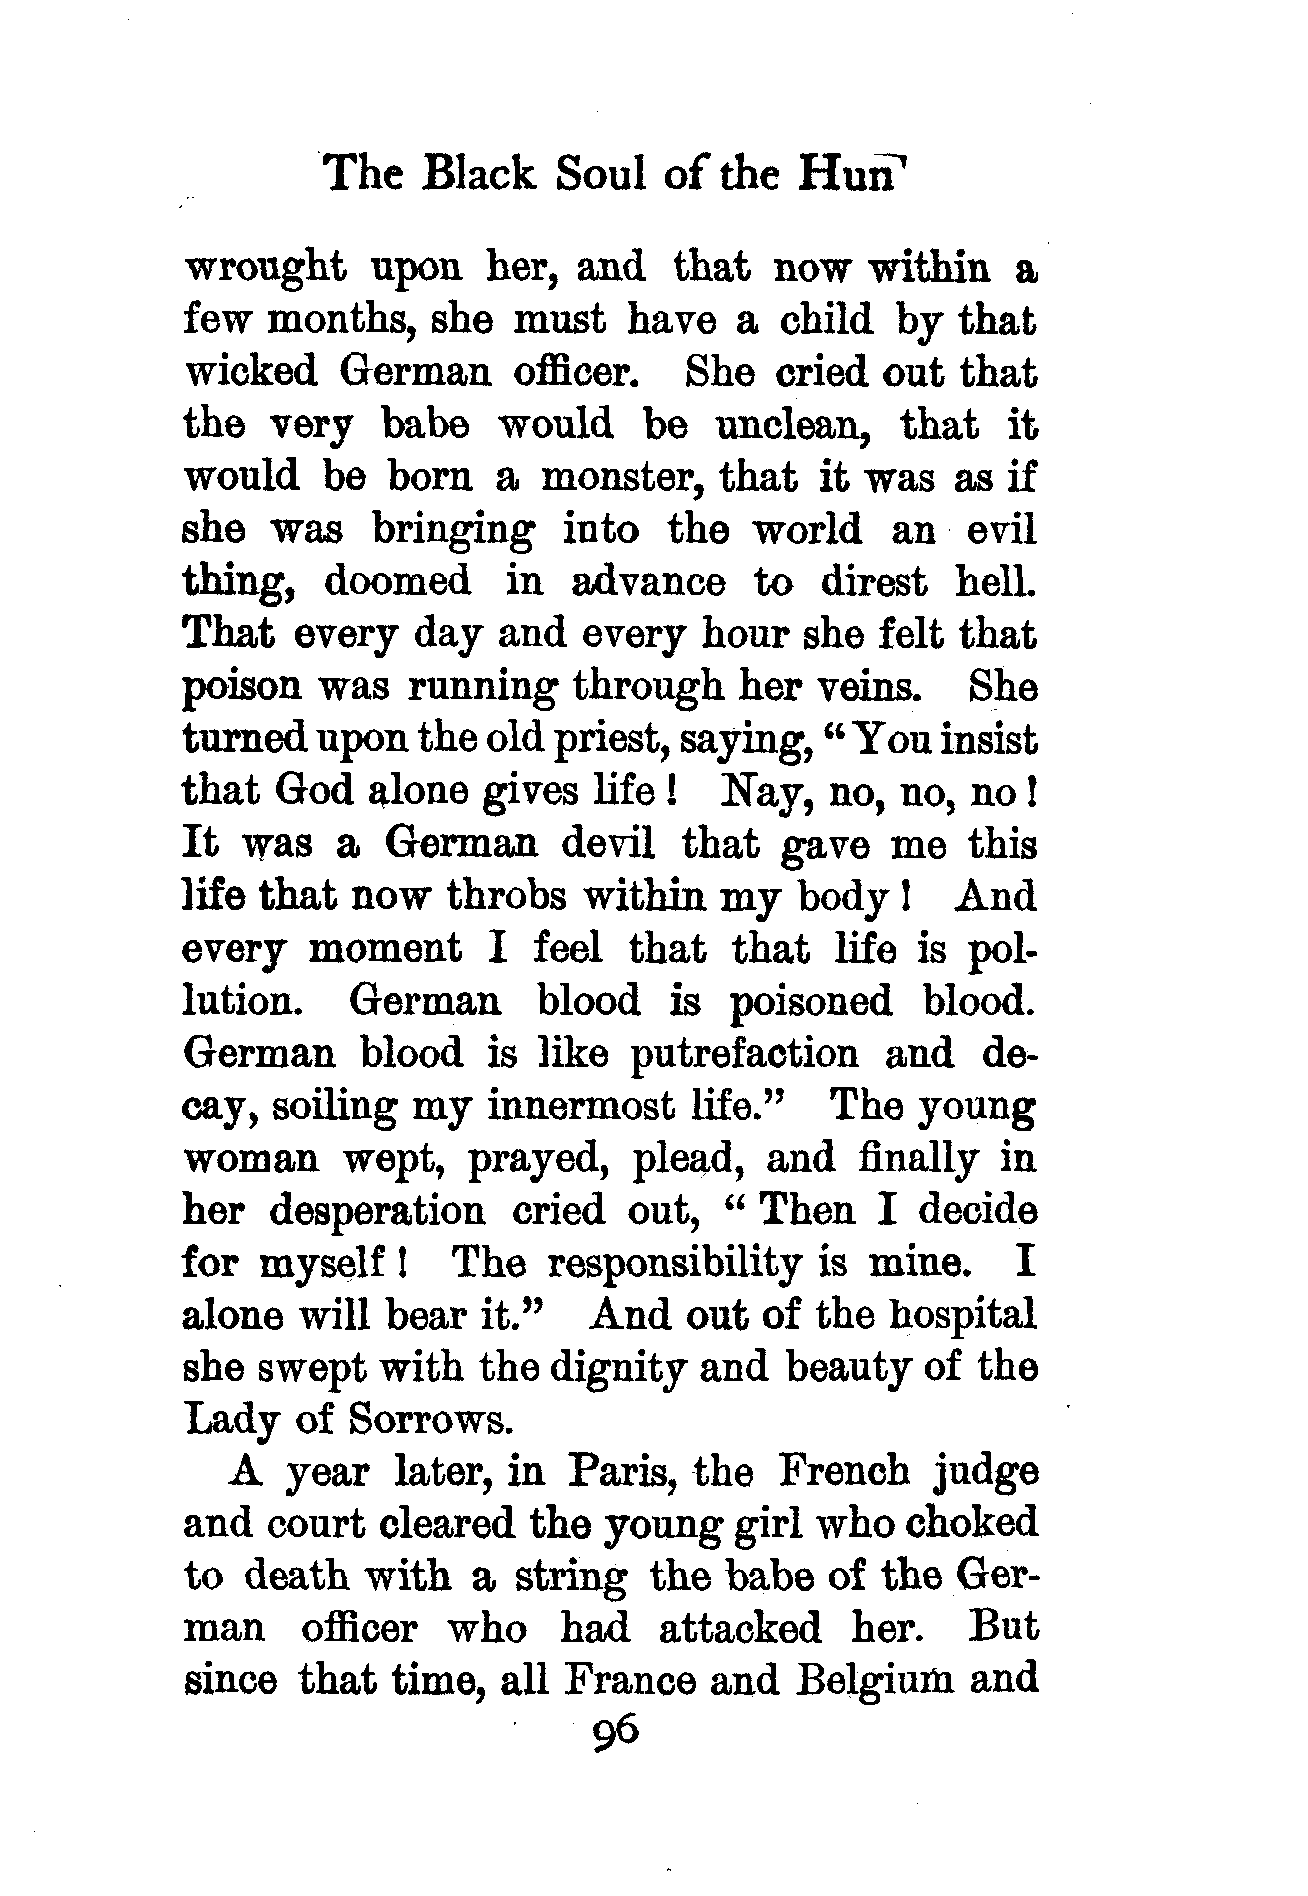 The Black Soul of the Hun
wrought upon her, and that now within a
few months, she must have a child by that
wicked German officer. She cried out that
the very babe would be unclean, that it
would be born a monster, that it was as if
she was bringing into the world an evil
thing, doomed in advance to direst hell.
That every day and every hour she felt that
poison was running through her veins. She
turned upon the old priest, saying, “ You insist
that God alone gives life ! Nay, no, no, no !
It was a German devil that gave me this
life that now throbs within my body ! And
every moment I feel that that life is pol-
lution. German blood is poisoned blood.
German blood is like putrefaction and de-
cay, soiling my innermost life.” The young
woman wept, prayed, plead, and finally in
her desperation cried out, “ Then I decide
for myself ! The responsibility is mine. I
alone will bear it.” And out of the hospital
she swept with the dignity and beauty of the
Lady of Sorrows.
A year later, in Paris, the French judge
and court cleared the young girl who choked
to death with a string the babe of the Ger-
man officer who had attacked her. But
since that time, all France and Belgium and
96